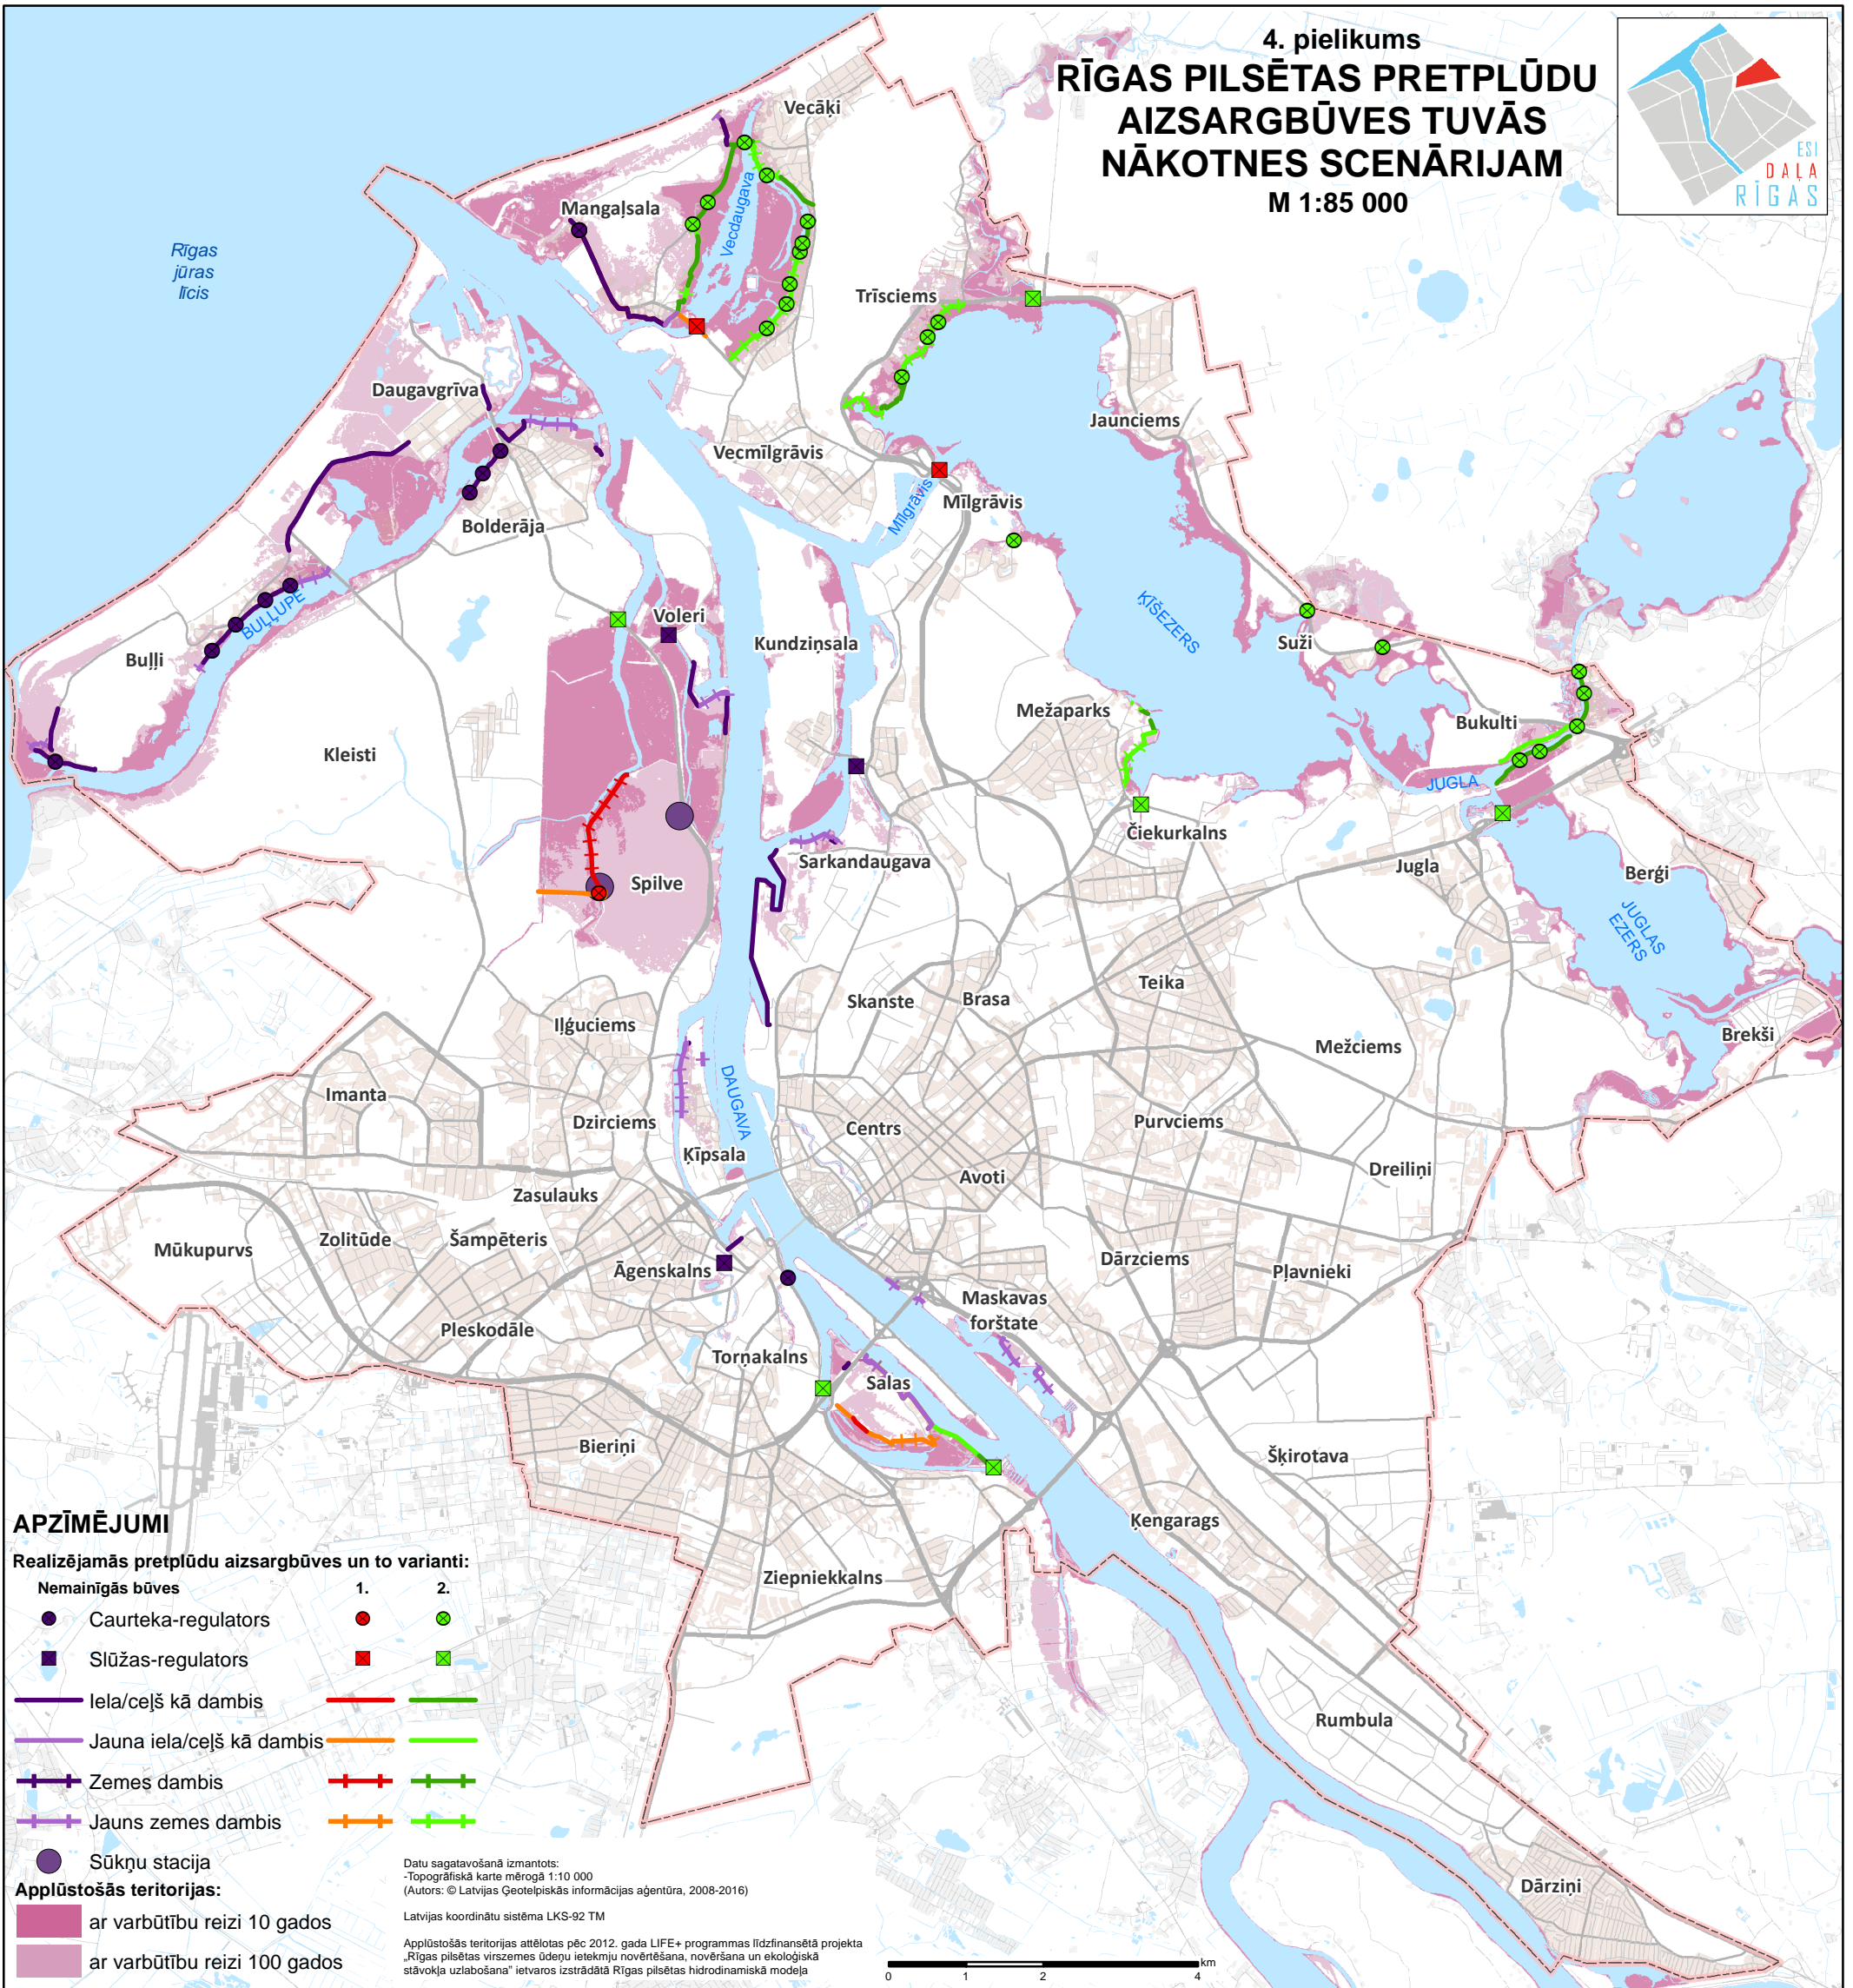 4. pielikums
RĪGAS PILSĒTAS PRETPLŪDU
AIZSARGBŪVES TUVĀS
NĀKOTNES SCENĀRIJAM
M 1:85 000
ESI
DAĻA
RĪGAS
Rīgas
jūras
līcis
Vecāķi
Mangaļsala
Vecdaugava
Trīsciems
Daugavgrīva
Jaunciems
Vecmīlgrāvis
Mīlgrāvis
Mīlgrāvis
Bolderāja
BUĻĻUPE
Voleri
Kundziņsala
ĶĪŠEZERS
Suži
Buļļi
Mežaparks
Bukulti
Kleisti
JUGLA
Čiekurkalns
Sarkandaugava
Jugla
Berģi
Spilve
JUGLAS
EZERS
Teika
Skanste
Brasa
Iļģuciems
Mežciems
Brekši
DAUGAVA
Imanta
Dzirciems
Centrs
Purvciems
Ķīpsala
Avoti
Dreiliņi
Zasulauks
Mūkupurvs
Zolitūde
Šampēteris
Āgenskalns
Dārzciems
Pļavnieki
Maskavas
forštate
Pleskodāle
Torņakalns
Salas
Bieriņi
Šķirotava
Ķengarags
Ziepniekkalns
Rumbula
Dārziņi
APZĪMĒJUMI
Realizējamās pretplūdu aizsargbūves un to varianti:
Nemainīgās būves 1. 2.
Caurteka-regulators
Slūžas-regulators
Iela/ceļš kā dambis
Jauna iela/ceļš kā dambis
Zemes dambis
Jauns zemes dambis
Sūkņu stacija
Applūstošās teritorijas:
ar varbūtību reizi 10 gados
ar varbūtību reizi 100 gados
Datu sagatavošanā izmantots:
-Topogrāfiskā karte mērogā 1:10 000
(Autors: © Latvijas Ģeotelpiskās informācijas aģentūra, 2008-2016)
Latvijas koordinātu sistēma LKS-92 TM
Applūstošās teritorijas attēlotas pēc 2012. gada LIFE+ programmas līdzfinansētā projekta
„Rīgas pilsētas virszemes ūdeņu ietekmju novērtēšana, novēršana un ekoloģiskā
stāvokļa uzlabošana” ietvaros izstrādātā Rīgas pilsētas hidrodinamiskā modeļa
km
0 1 2 4